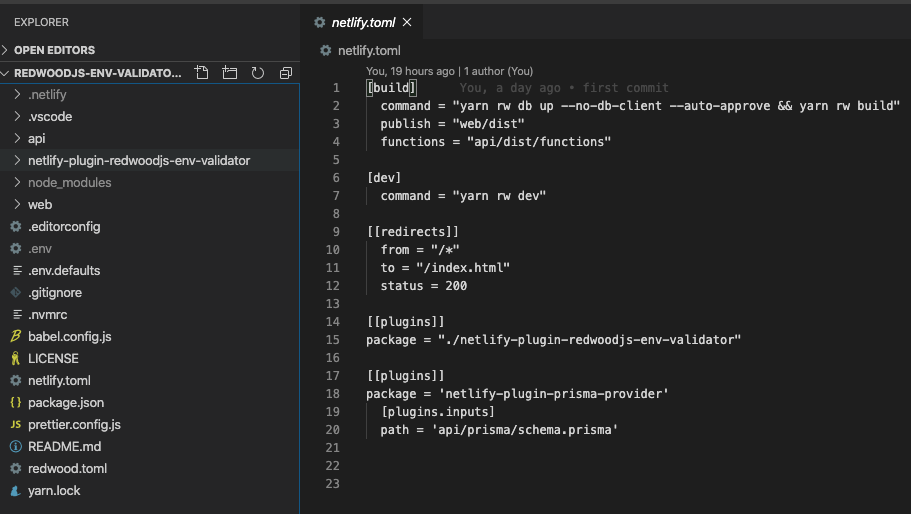 EXPLORER
OPEN EDITORS
REDWOODJS-ENV-VALIDATO...
.netlify
.vscode
api
netlify-plugin-redwoodjs-env-validator
node_modules
web
.editorconfig
.env
.env.defaults
.gitignore
.nvmrc
babel.config.js
LICENSE
netlify.toml
{} package.json
JS prettier.config.js
README.md
redwood.toml
yarn.lock
netlify.toml
netlify.toml
You, 19 hours ago | 1 author (You)
1 [build] You, a day ago • first commit
2 command = "yarn rw db up --no-db-client --auto-approve && yarn rw build"
3 publish = "web/dist"
4 functions = "api/dist/functions"
5
6 [dev]
7 command = "yarn rw dev"
8
9 [[redirects]]
10 from = "/*"
11 to = "/index.html"
12 status = 200
13
14 [[plugins]]
15 package = "./netlify-plugin-redwoodjs-env-validator"
16
17 [[plugins]]
18 package = 'netlify-plugin-prisma-provider'
19 [plugins.inputs]
20 path = 'api/prisma/schema.prisma'
21
22
23